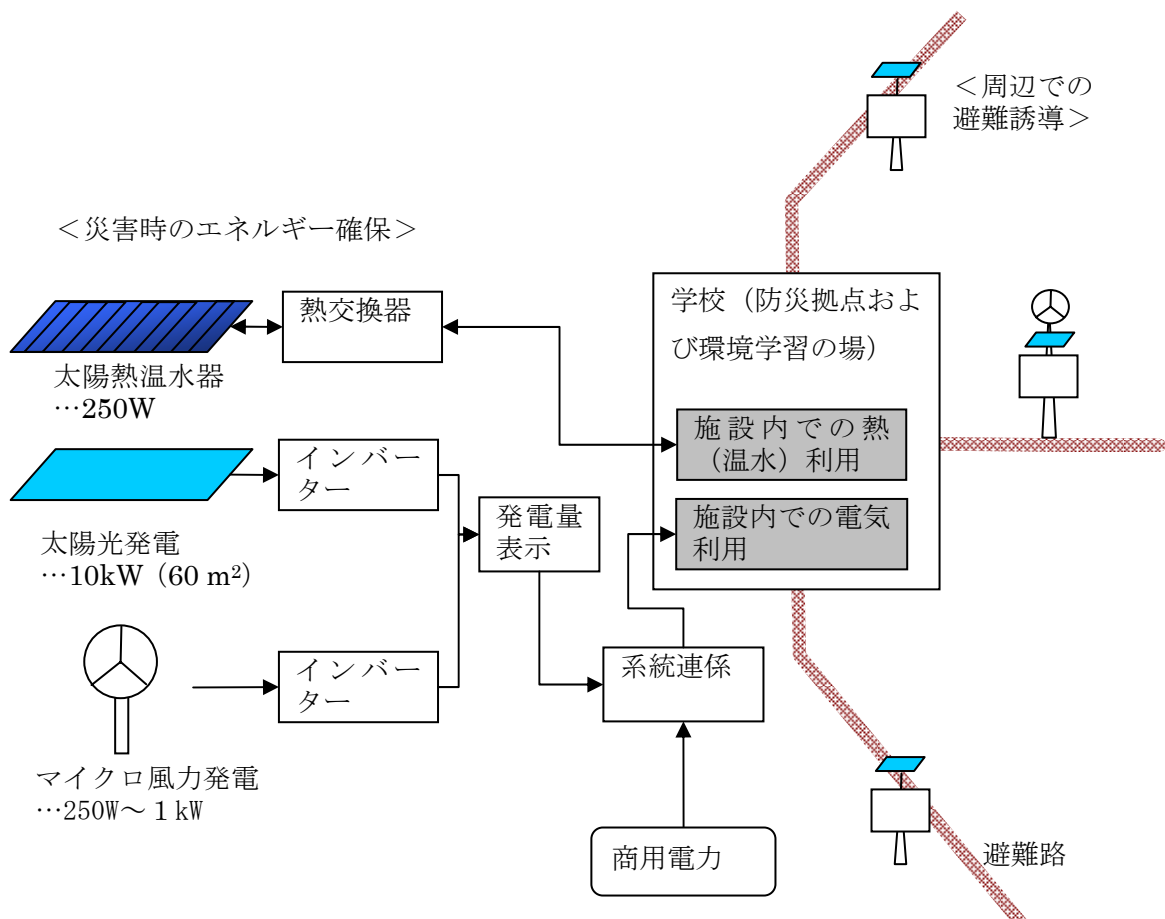 ＜周辺での
避難誘導＞
＜災害時のエネルギー確保＞
熱交換器
太陽熱温水器
…250W
学校（防災拠点およ
び環境学習の場）
施設内での熱
（温水）利用
施設内での電気
利用
インバー
ター
太陽光発電
…10kW（60 m²）
発電量
表示
インバー
ター
系統連係
マイクロ風力発電
…250W～１kW
商用電力
避難路